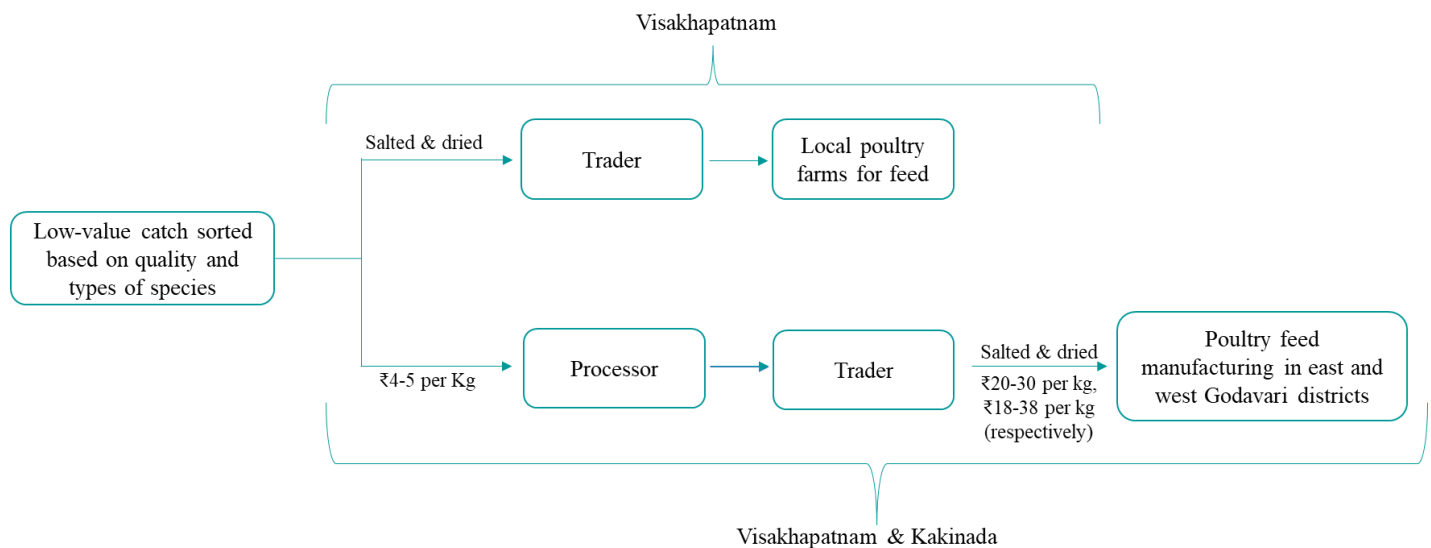 Visakhapatnam
Salted & dried
Trader
Local poultry
farms for feed
Low-value catch sorted
based on quality and
types of species
₹4-5 per Kg
Processor
Trader
Salted & dried
₹20-30 per kg,
₹18-38 per kg
(respectively)
Poultry feed
manufacturing in east and
west Godavari districts
Visakhapatnam & Kakinada